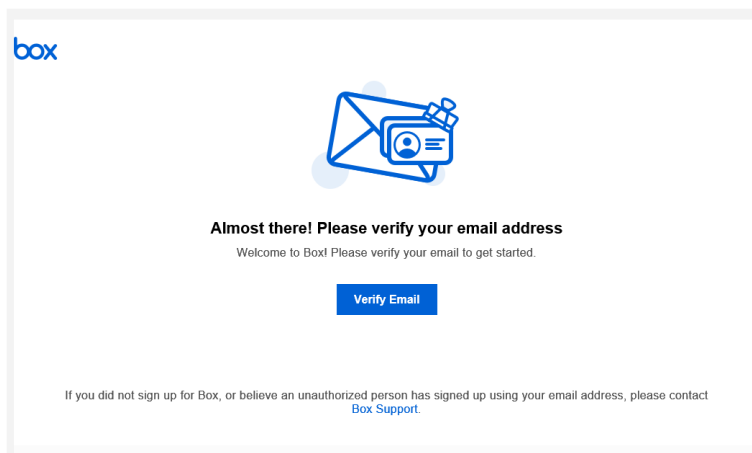 box
Almost there! Please verify your email address
Welcome to Box! Please verify your email to get started.
Verify Email
If you did not sign up for Box, or believe an unauthorized person has signed up using your email address, please contact
Box Support.